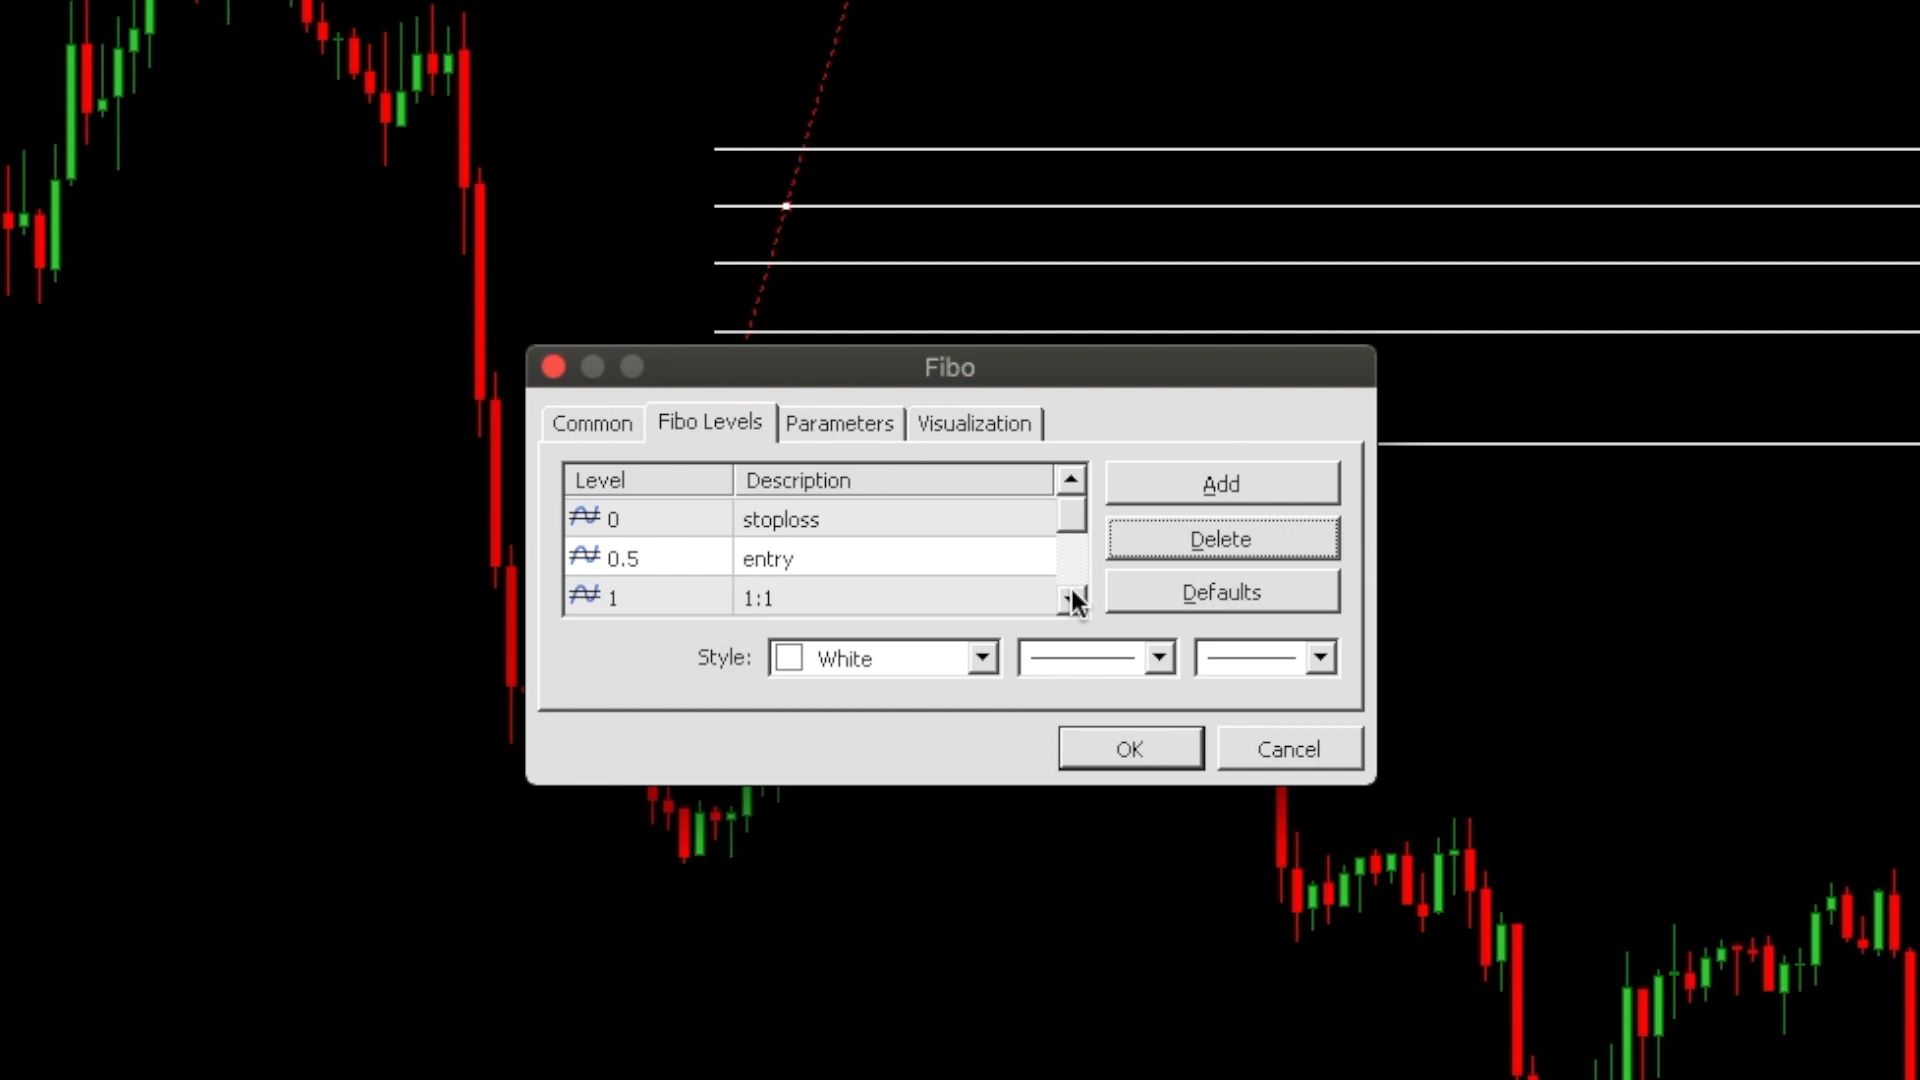 Fibo
Common Fibo Levels Parameters Visualization
Level Description
0 stoploss
0.5 entry
1 1:1
Add
Delete
Defaults
Style: White
OK Cancel